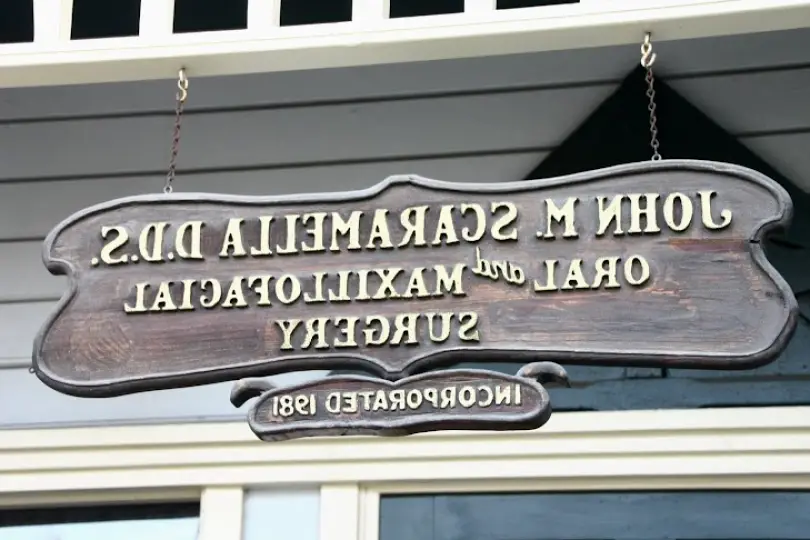 JOHN M. SCARAMELLA D.D.S.
ORAL and MAXILLOFACIAL
SURGERY
INCORPORATED 1981